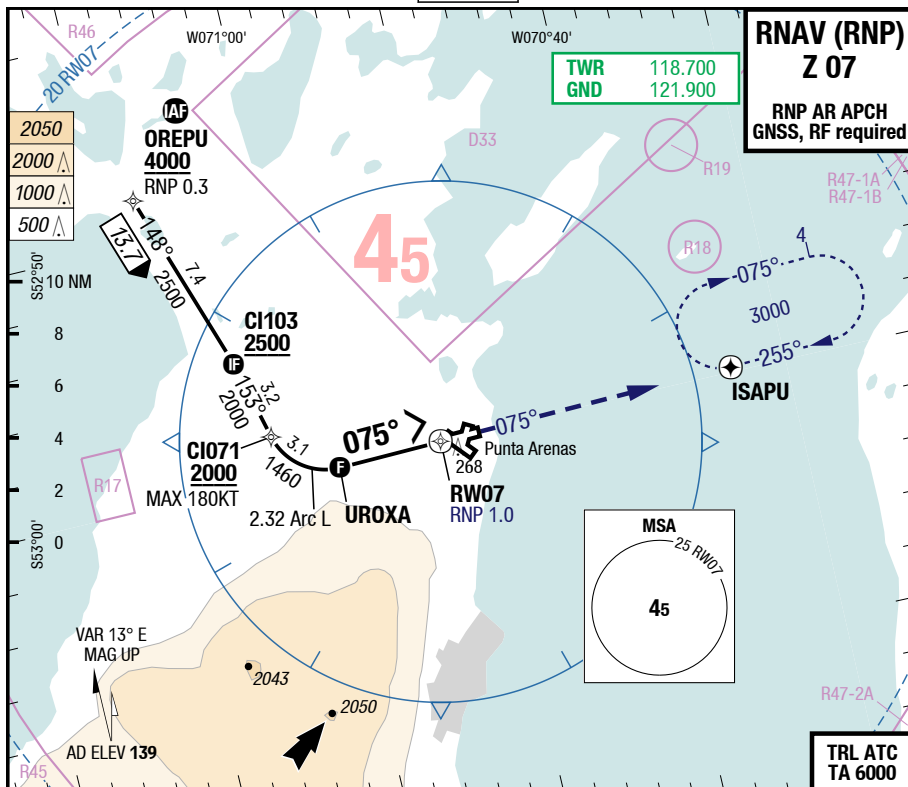 R46
W071°00'
W070°40'
20 RW07
TWR 118.700
GND 121.900
RNAV (RNP)
Z 07
RNP AR APCH
GNSS, RF required
IAF
OREPU
4000
RNP 0.3
2050
2000
1000
500
D33
R19
R47-1A
R47-1B
R18
45
148°
13.7
7.4
2500
S52°50'
10 NM
8
6
4
2
0
S53°00'
4
075°
3000
255°
ISAPU
CI103
2500
IF
153°
3.2
2000
CI071
2000
MAX 180KT
3.1
1460
2.32 Arc L
075°
F
UROXA
075°
Punta Arenas
268
RW07
RNP 1.0
R17
MSA
25 RW07
45
VAR 13° E
MAG UP
2043
2050
AD ELEV 139
R45
R47-2A
TRL ATC
TA 6000